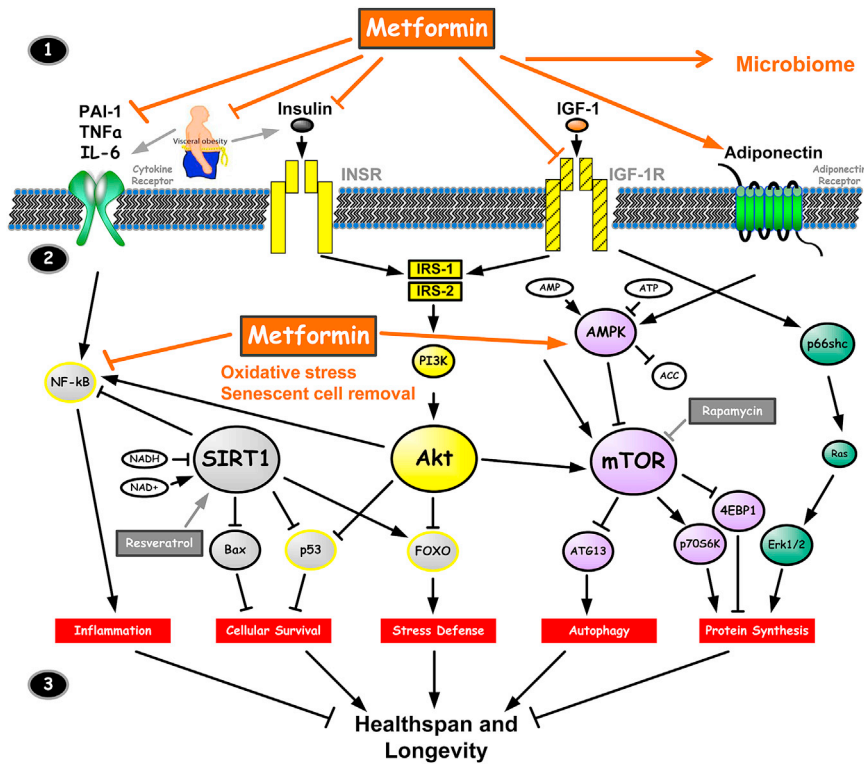 Metformin
1
Microbiome
PAI-1
TNFa
IL-6
Visceral obesity
Insulin
IGF-1
Adiponectin
Cytokine
Receptor
INSR
IGF-1R
Adiponectin
Receptor
2
IRS-1
IRS-2
AMP
ATP
AMPK
ACC
p66shc
Metformin
Oxidative stress
Senescent cell removal
PI3K
NF-kB
Rapamycin
NADH
NAD+
SIRT1
Akt
mTOR
Ras
4EBP1
Resveratrol
Bax
p53
FOXO
ATG13
p70S6K
Erk1/2
Inflammation
Cellular Survival
Stress Defense
Autophagy
Protein Synthesis
3
Healthspan and
Longevity